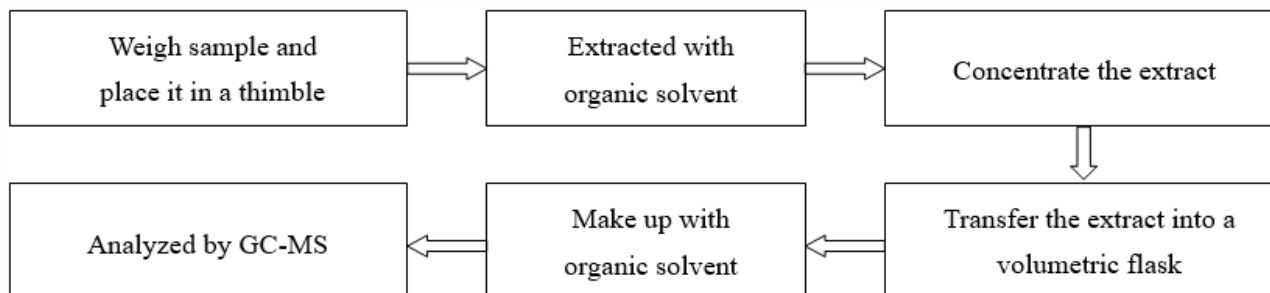 Weigh sample and
place it in a thimble
Extracted with
organic solvent
Concentrate the extract
Transfer the extract into a
volumetric flask
Make up with
organic solvent
Analyzed by GC-MS